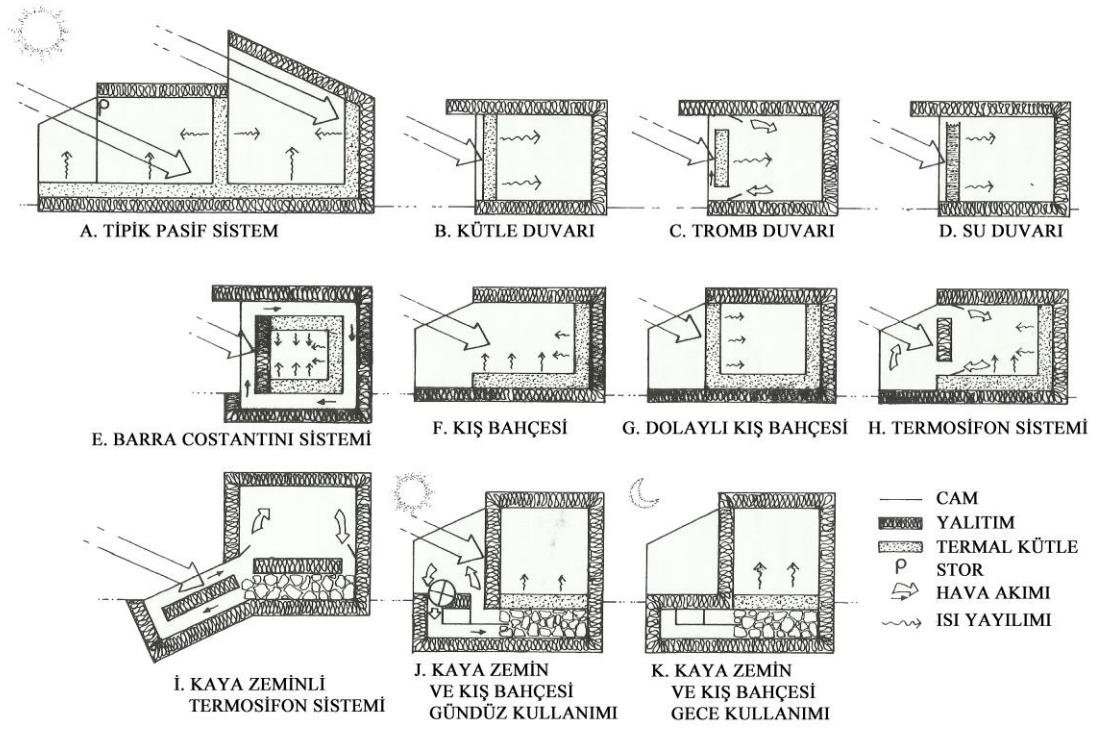 A. TİPİK PASİF SİSTEM
B. KÜTLE DUVARI
C. TROMB DUVARI
D. SU DUVARI
E. BARRA COSTANTINI SİSTEMİ
F. KIŞ BAHÇESİ
G. DOLAYLI KIŞ BAHÇESİ
H. TERMOSİFON SİSTEMİ
İ. KAYA ZEMİNLİ
TERMOSİFON SİSTEMİ
J. KAYA ZEMİN
VE KIŞ BAHÇESİ
GÜNDÜZ KULLANIMI
K. KAYA ZEMİN
VE KIŞ BAHÇESİ
GECE KULLANIMI
CAM
YALITIM
TERMAL KÜTLE
STOR
HAVA AKIMI
ISI YAYILIMI